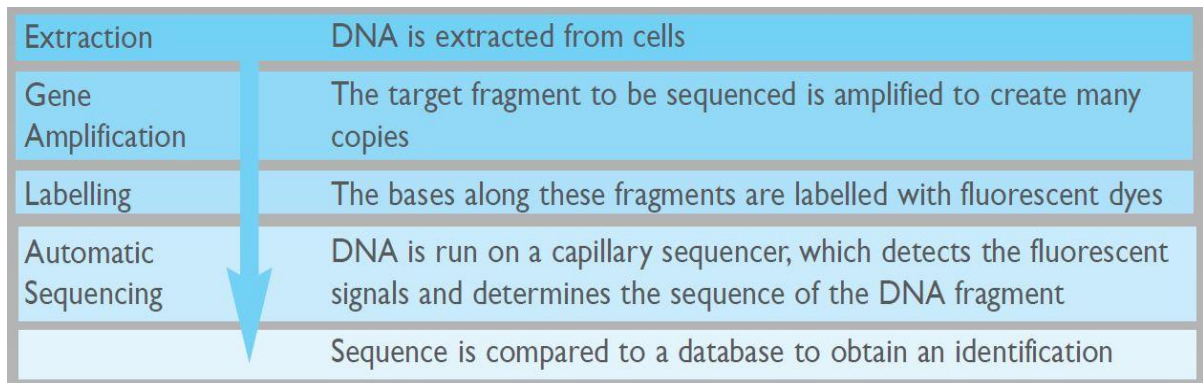 Extraction DNA is extracted from cells
Gene The target fragment to be sequenced is amplified to create many
Amplification copies
Labelling The bases along these fragments are labelled with fluorescent dyes
Automatic DNA is run on a capillary sequencer, which detects the fluorescent
Sequencing signals and determines the sequence of the DNA fragment
Sequence is compared to a database to obtain an identification